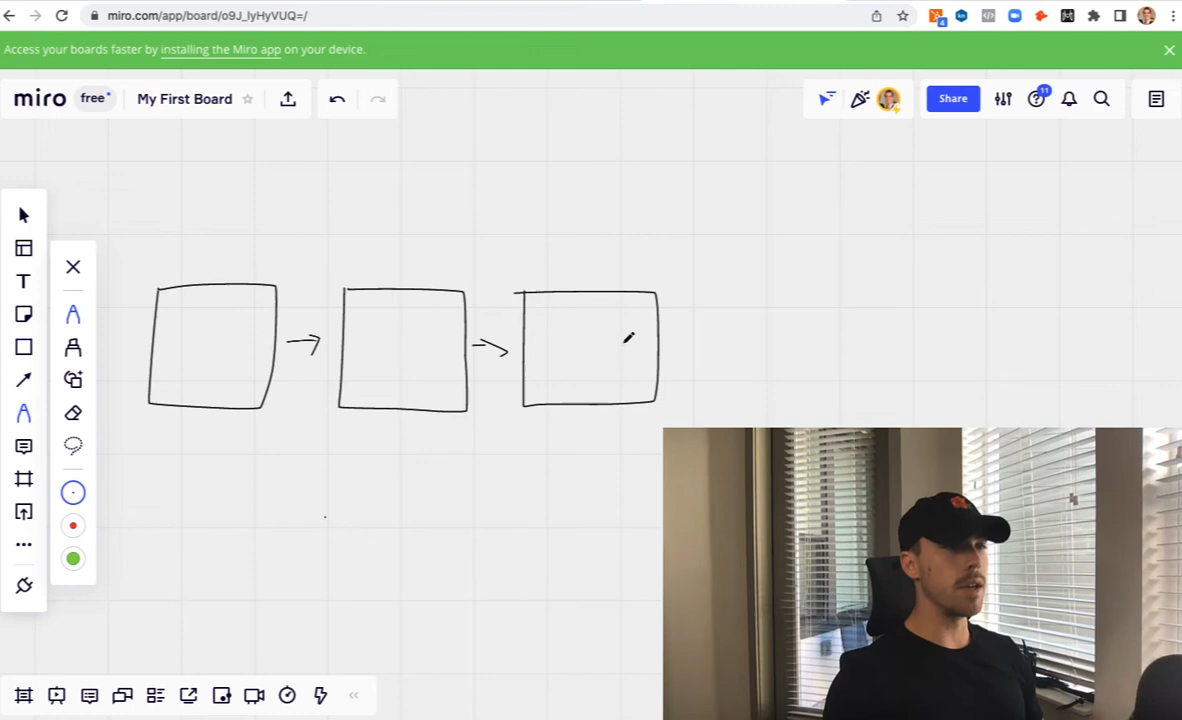 miro.com/app/board/o9J_lyHyVUQ=/
4
Access your boards faster by installing the Miro app on your device.
miro free My First Board
Share
11
T